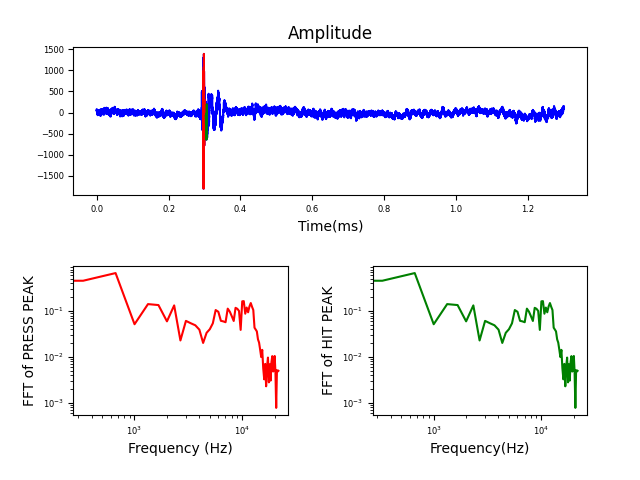 Amplitude
1500
1000
500
0
−500
−1000
−1500
0.0 0.2 0.4 0.6 0.8 1.0 1.2
Time(ms)
FFT of PRESS PEAK
10⁻¹
10⁻²
10⁻³
10³ 10⁴
Frequency (Hz)
FFT of HIT PEAK
10⁻¹
10⁻²
10⁻³
10³ 10⁴
Frequency(Hz)